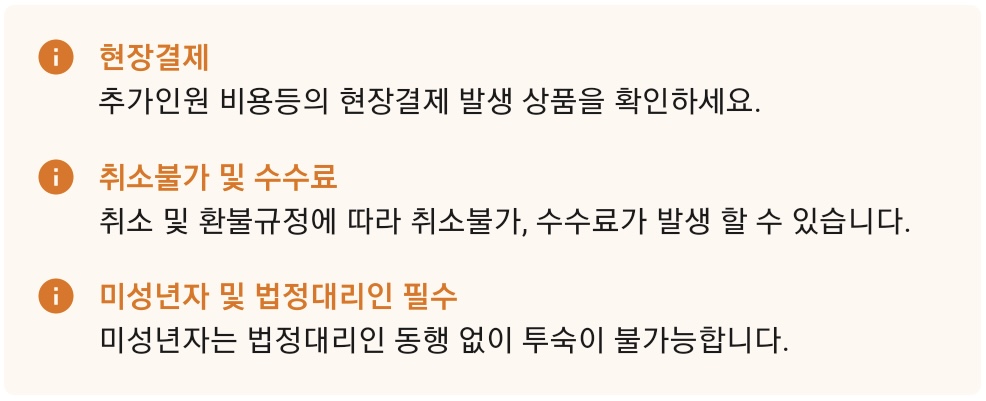 현장결제
추가인원 비용등의 현장결제 발생 상품을 확인하세요.
취소불가 및 수수료
취소 및 환불규정에 따라 취소불가, 수수료가 발생 할 수 있습니다.
미성년자 및 법정대리인 필수
미성년자는 법정대리인 동행 없이 투숙이 불가능합니다.